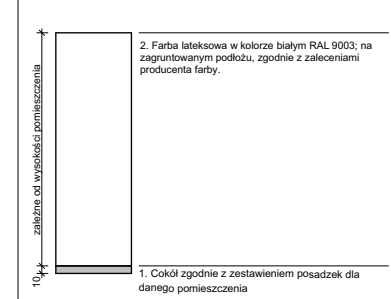 2. Farba lateksowa w kolorze białym RAL 9003; na
zagruntowanym podłożu, zgodnie z zaleceniami
producenta farby.
zależne od wysokości pomieszczenia
10
1. Cokół zgodnie z zestawieniem posadzek dla
danego pomieszczenia